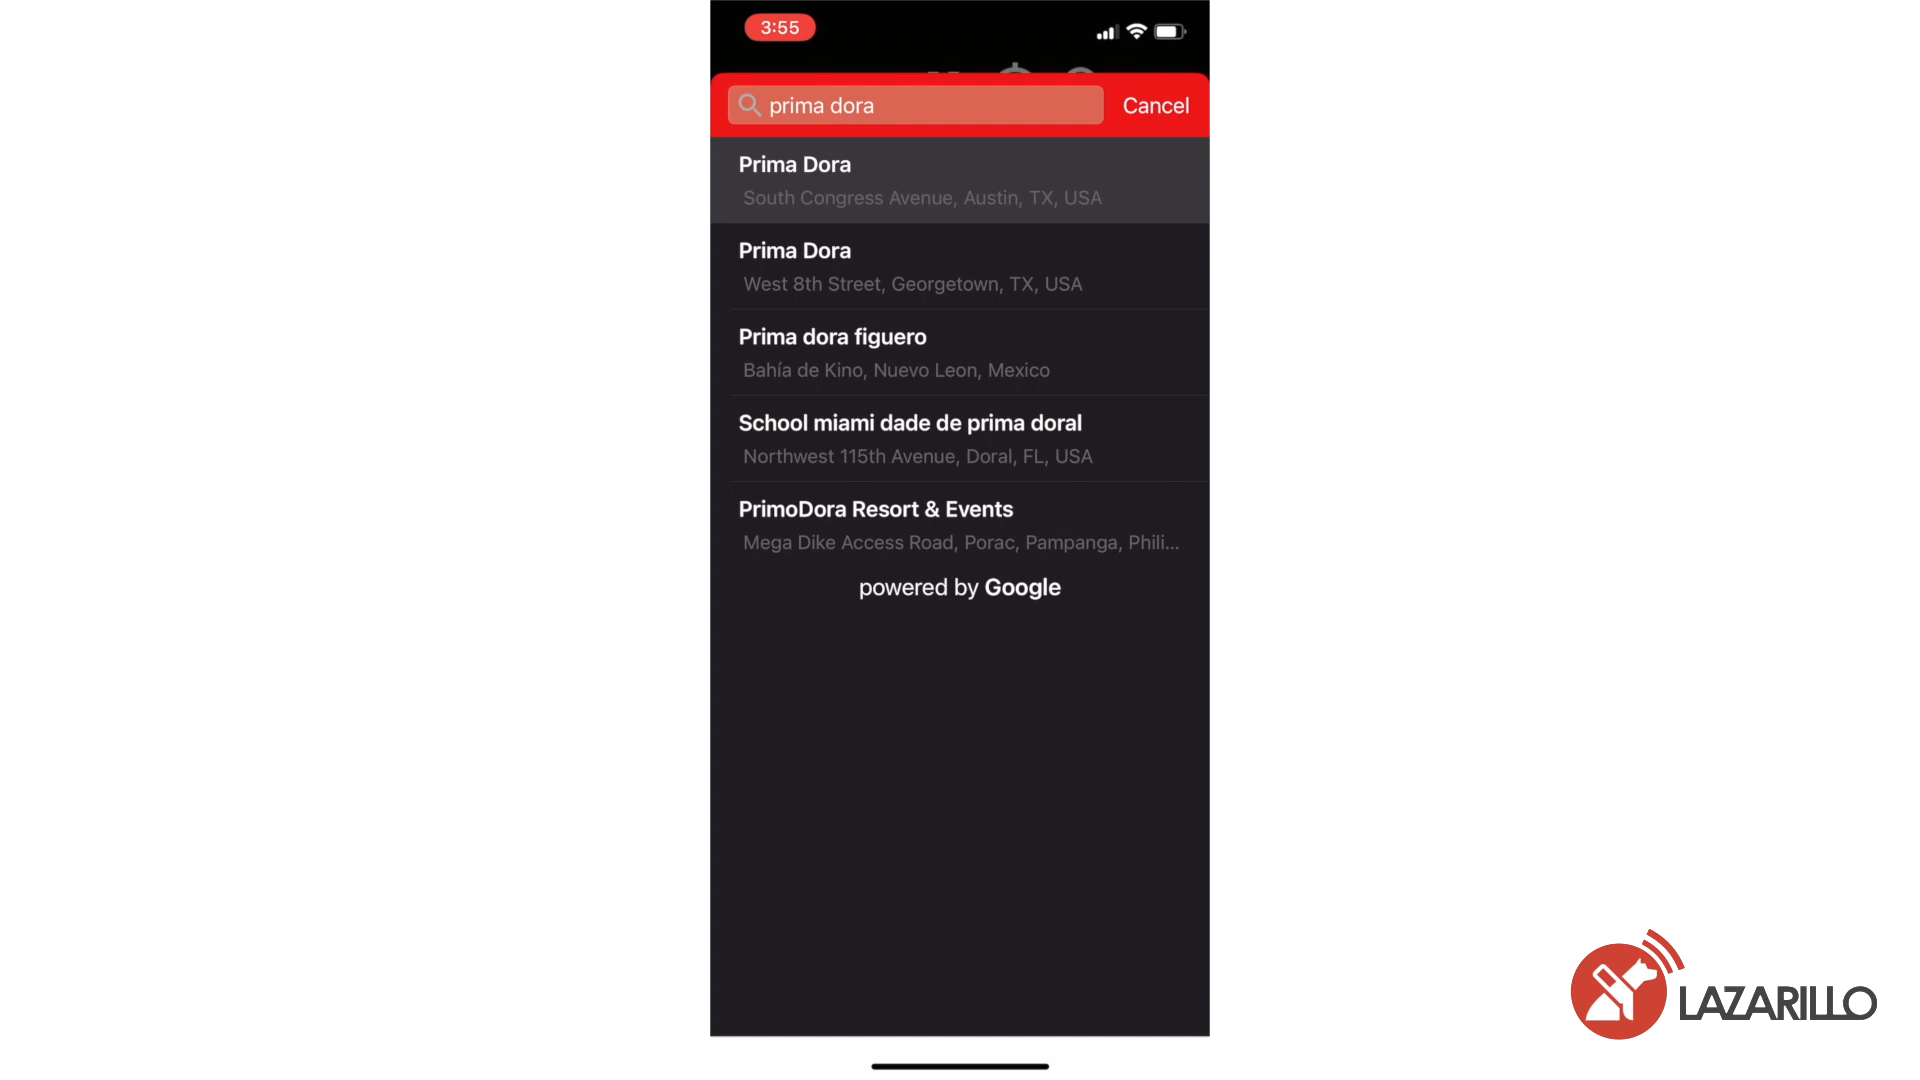 3:55
prima dora
Cancel
Prima Dora
South Congress Avenue, Austin, TX, USA
Prima Dora
West 8th Street, Georgetown, TX, USA
Prima dora figuero
Bahía de Kino, Nuevo Leon, Mexico
School miami dade de prima doral
Northwest 115th Avenue, Doral, FL, USA
PrimoDora Resort & Events
Mega Dike Access Road, Porac, Pampanga, Phili...
powered by Google
LAZARILLO